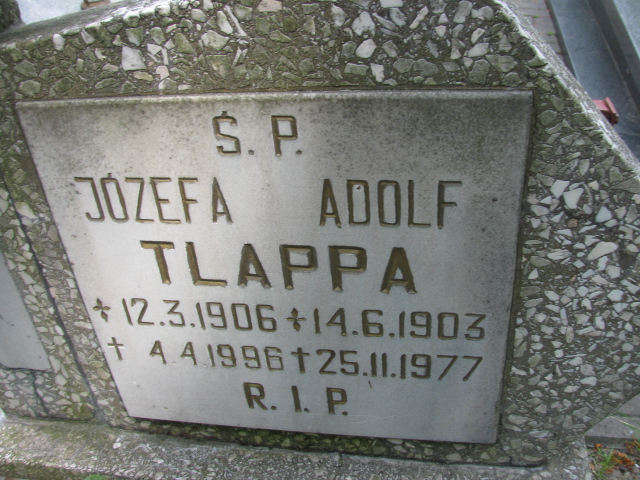 Ś.P.
JÓZEFA ADOLF
TLAPPA
* 12.3.1906 * 14.6.1903
† 4.4.1996 † 25.11.1977
R.I.P.